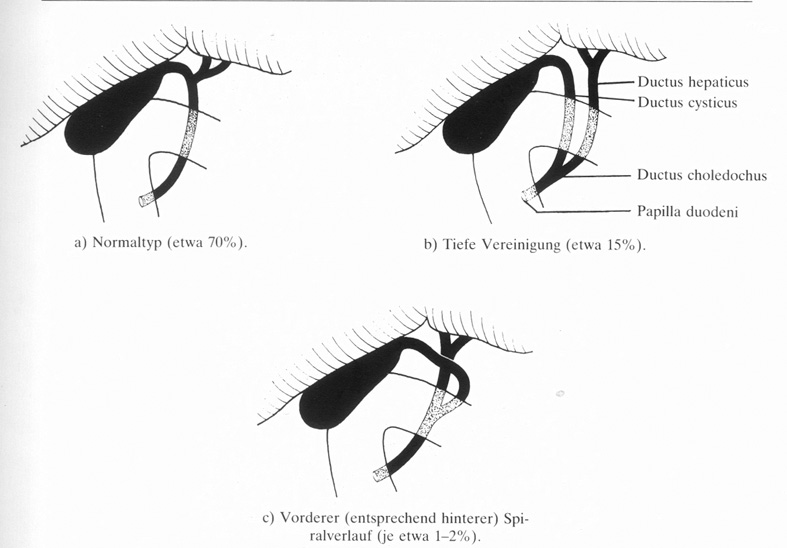 Ductus hepaticus
Ductus cysticus
Ductus choledochus
Papilla duodeni
a) Normaltyp (etwa 70%).
b) Tiefe Vereinigung (etwa 15%).
c) Vorderer (entsprechend hinterer) Spi-
ralverlauf (je etwa 1–2%).